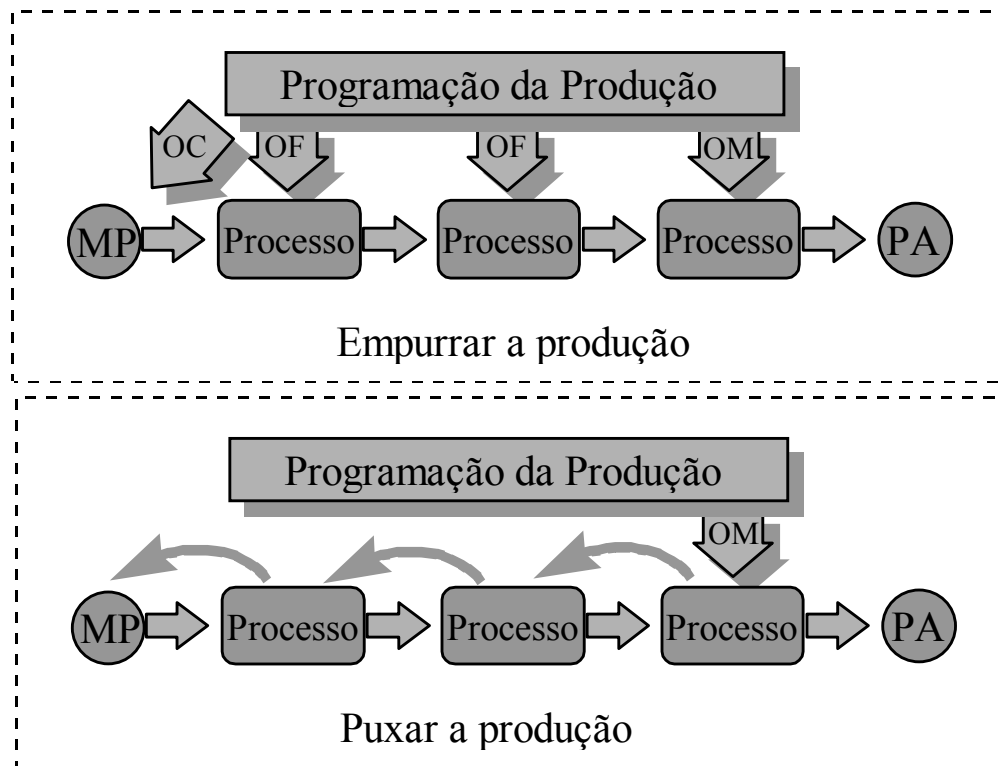 Programação da Produção
OC OF OF OM
MP Processo Processo Processo PA
Empurrar a produção
Programação da Produção
OM
MP Processo Processo Processo PA
Puxar a produção